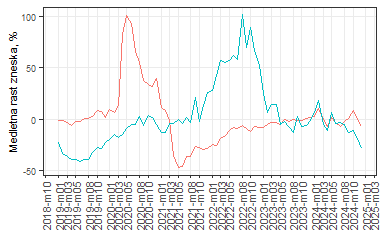 Medletna rast zneska, %
100
50
0
-50
2018-m10
2019-m01
2019-m03
2019-m05
2019-m08
2019-m10
2020-m01
2020-m03
2020-m05
2020-m08
2020-m10
2021-m01
2021-m03
2021-m05
2021-m08
2021-m10
2022-m01
2022-m03
2022-m05
2022-m08
2022-m10
2023-m01
2023-m03
2023-m05
2023-m08
2023-m10
2024-m01
2024-m03
2024-m05
2024-m08
2024-m10
2025-m01
2025-m03